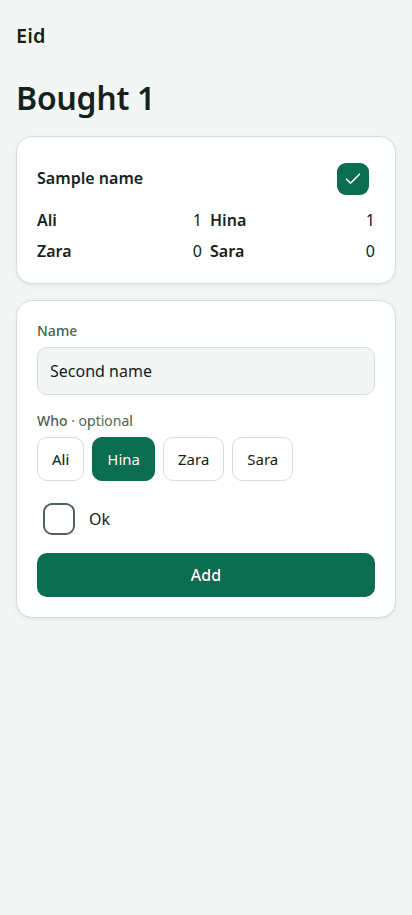 Eid
Bought 1
Sample name
Ali 1 Hina 1
Zara 0 Sara 0
Name
Second name
Who · optional
Ali Hina Zara Sara
Ok
Add